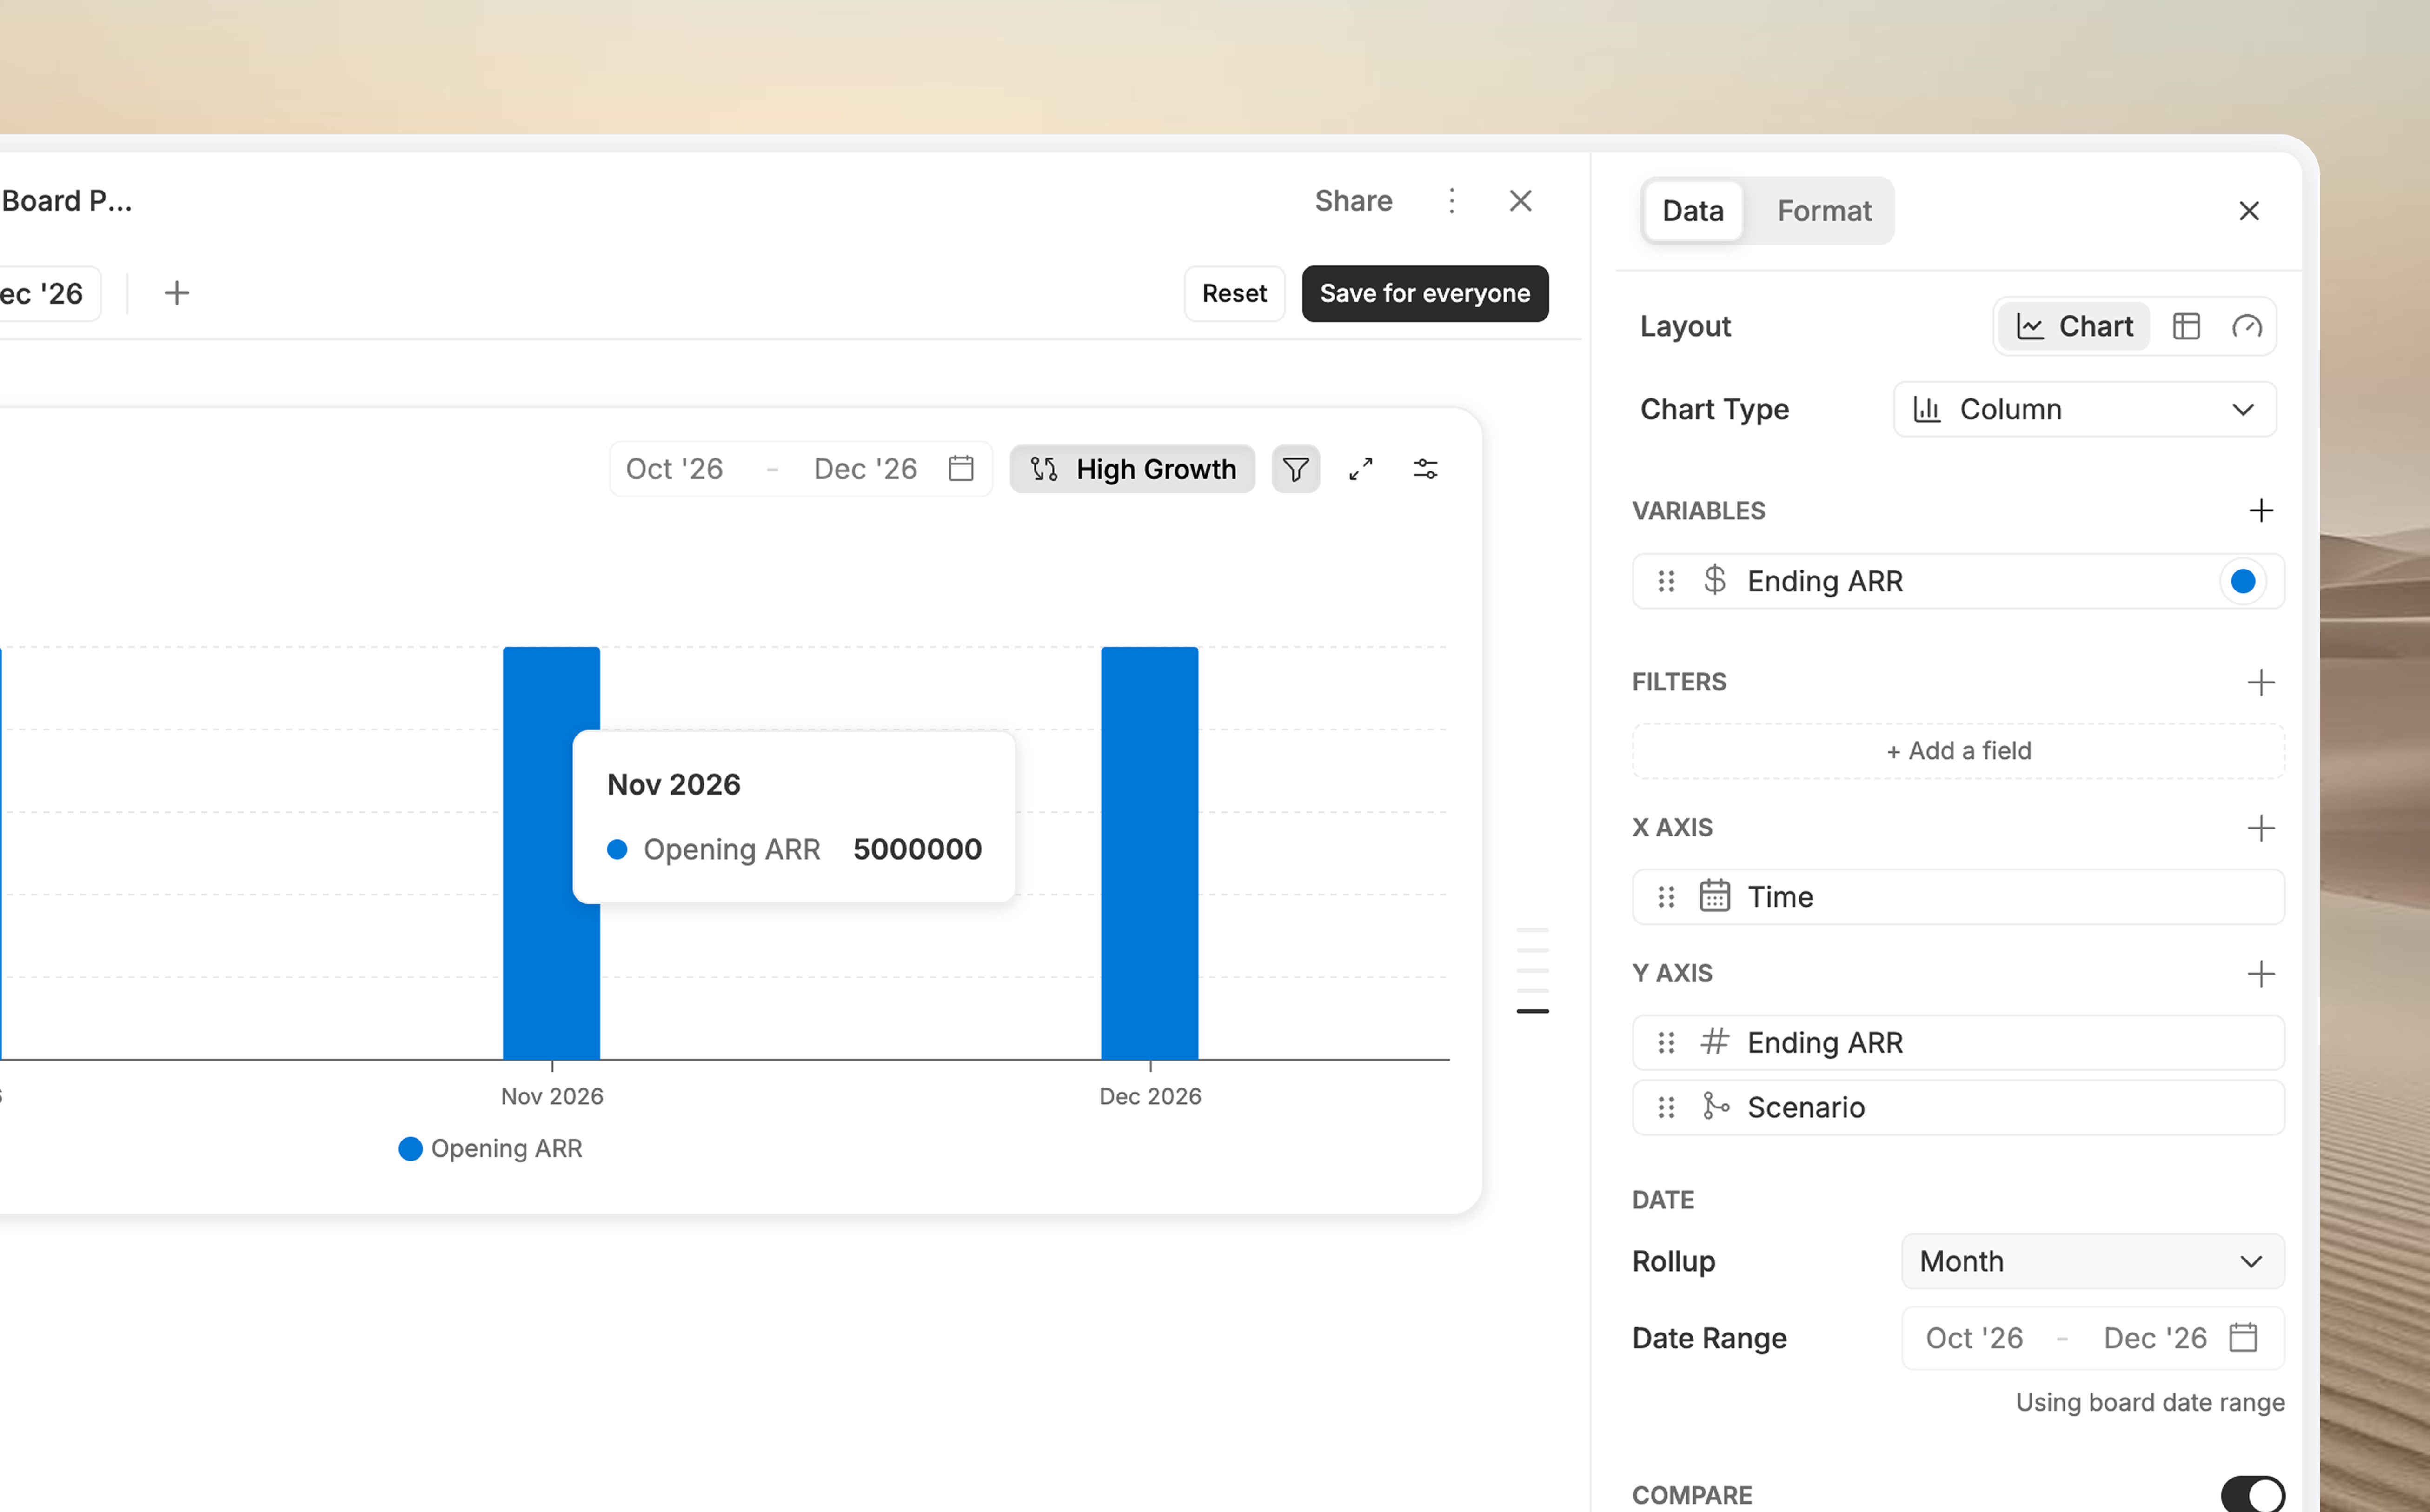 Board P...
Share
Dec '26
Reset
Save for everyone
Oct '26 - Dec '26
High Growth
Nov 2026
Opening ARR 5000000
Nov 2026
Dec 2026
Opening ARR
Data
Format
Layout
Chart
Chart Type
Column
VARIABLES
Ending ARR
FILTERS
+ Add a field
X AXIS
Time
Y AXIS
Ending ARR
Scenario
DATE
Rollup
Month
Date Range
Oct '26 - Dec '26
Using board date range
COMPARE